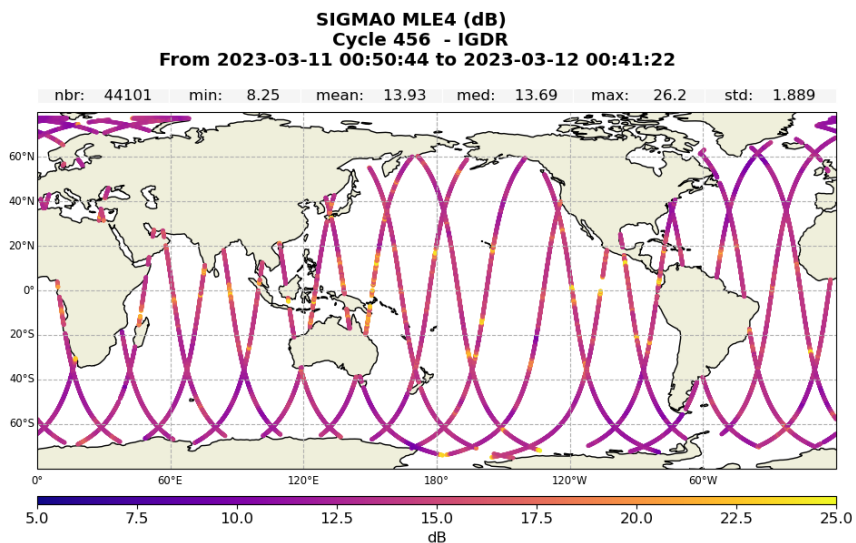 SIGMA0 MLE4 (dB)
Cycle 456 - IGDR
From 2023-03-11 00:50:44 to 2023-03-12 00:41:22
nbr: 44101 min: 8.25 mean: 13.93 med: 13.69 max: 26.2 std: 1.889
60°N
40°N
20°N
0°
20°S
40°S
60°S
0° 60°E 120°E 180° 120°W 60°W
5.0 7.5 10.0 12.5 15.0 17.5 20.0 22.5 25.0
dB